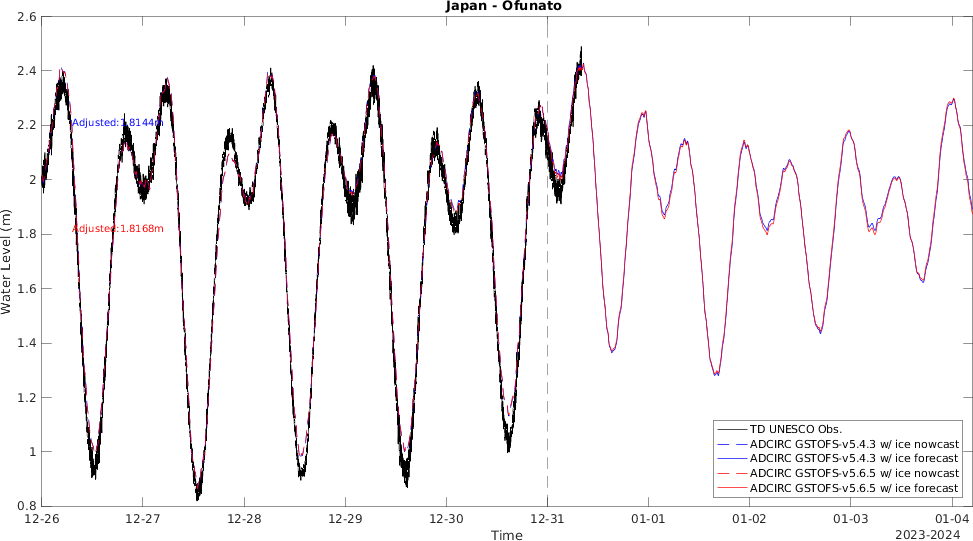 Japan - Ofunato
2.6
2.4
2.2
2
1.8
1.6
1.4
1.2
1
0.8
Water Level (m)
Adjusted:1.8144m
Adjusted:1.8168m
TD UNESCO Obs.
ADCIRC GSTOFS-v5.4.3 w/ ice nowcast
ADCIRC GSTOFS-v5.4.3 w/ ice forecast
ADCIRC GSTOFS-v5.6.5 w/ ice nowcast
ADCIRC GSTOFS-v5.6.5 w/ ice forecast
12-26 12-27 12-28 12-29 12-30 12-31 01-01 01-02 01-03 01-04
Time
2023-2024